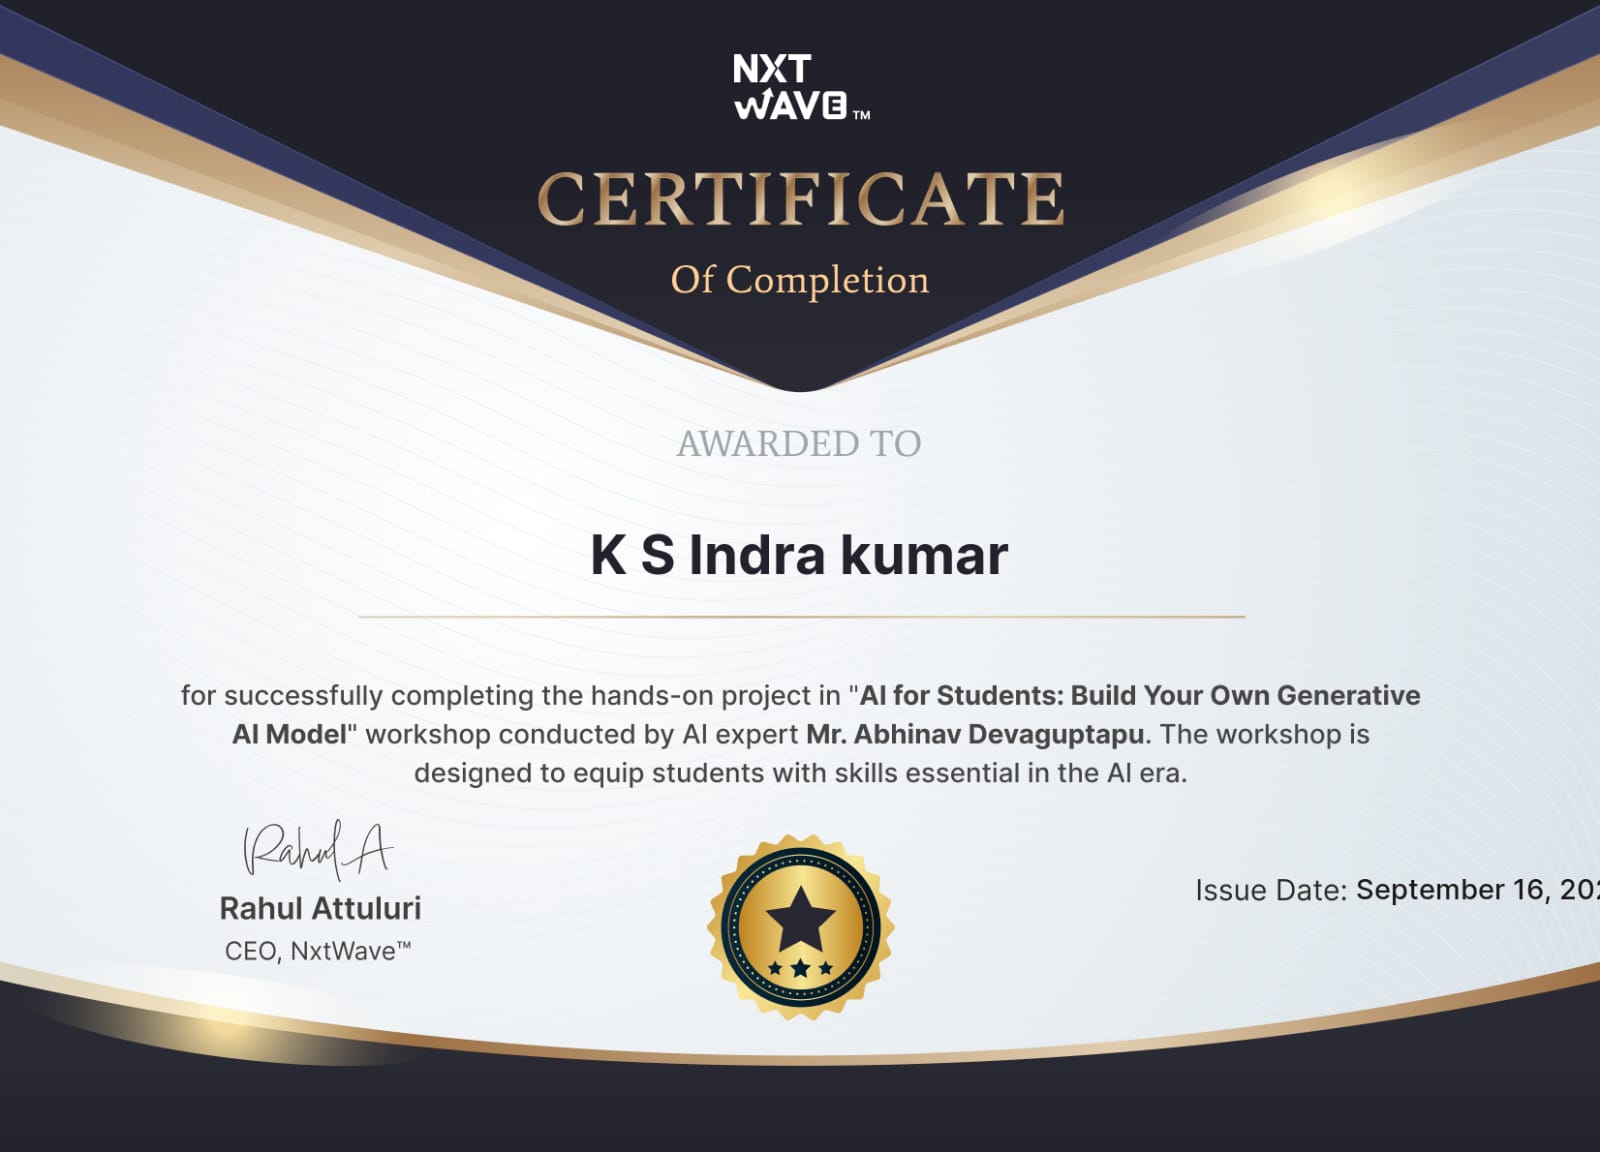 NXT
WAVE™
CERTIFICATE
Of Completion
AWARDED TO
K S Indra kumar
for successfully completing the hands-on project in "AI for Students: Build Your Own Generative
AI Model" workshop conducted by AI expert Mr. Abhinav Devaguptapu. The workshop is
designed to equip students with skills essential in the AI era.
Rahul A
Rahul Attuluri
CEO, NxtWave™
Issue Date: September 16,